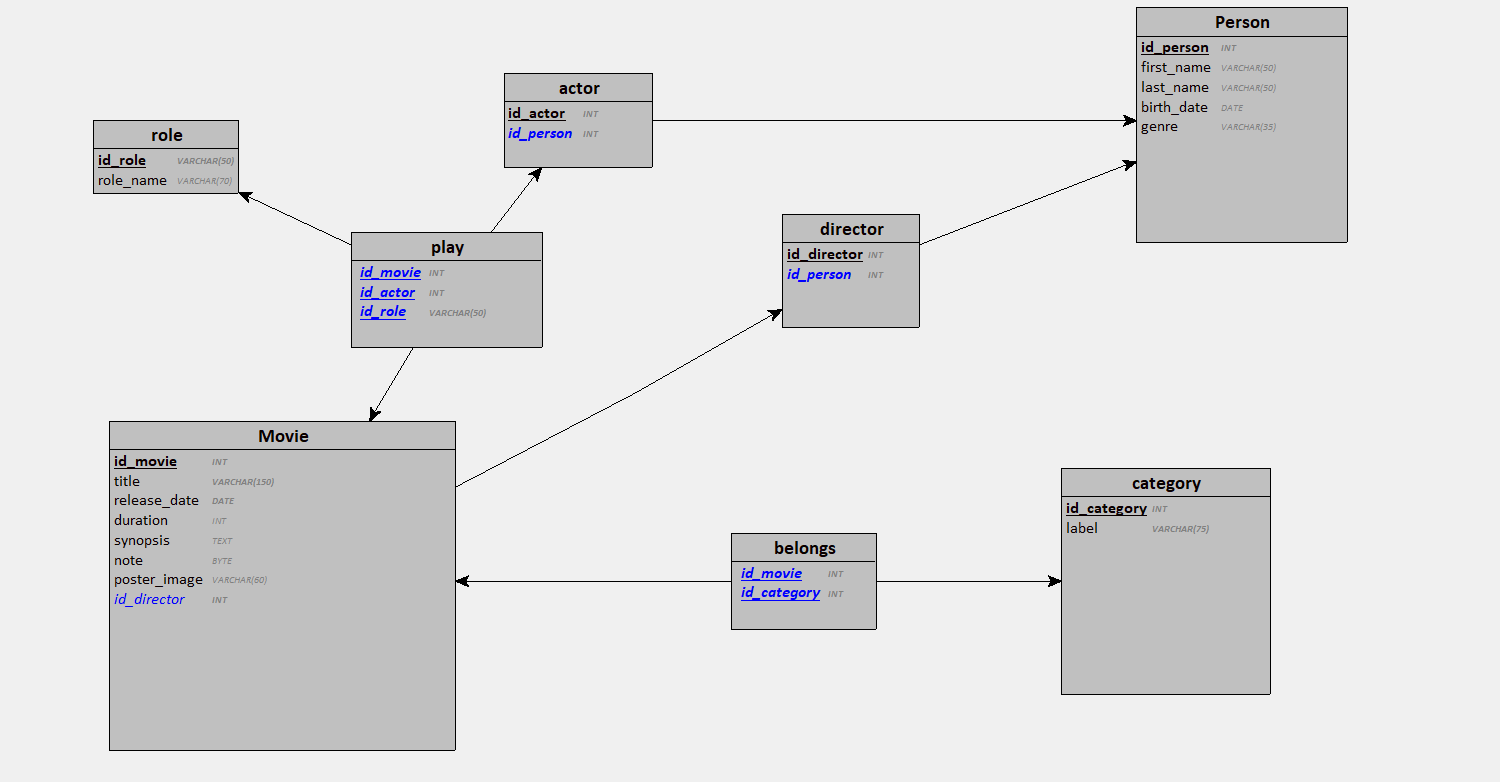 Person
id_person INT
first_name VARCHAR(50)
last_name VARCHAR(50)
birth_date DATE
genre VARCHAR(35)
actor
id_actor INT
id_person INT
role
id_role VARCHAR(50)
role_name VARCHAR(70)
play
id_movie INT
id_actor INT
id_role VARCHAR(50)
director
id_director INT
id_person INT
Movie
id_movie INT
title VARCHAR(150)
release_date DATE
duration INT
synopsis TEXT
note BYTE
poster_image VARCHAR(60)
id_director INT
belongs
id_movie INT
id_category INT
category
id_category INT
label VARCHAR(75)